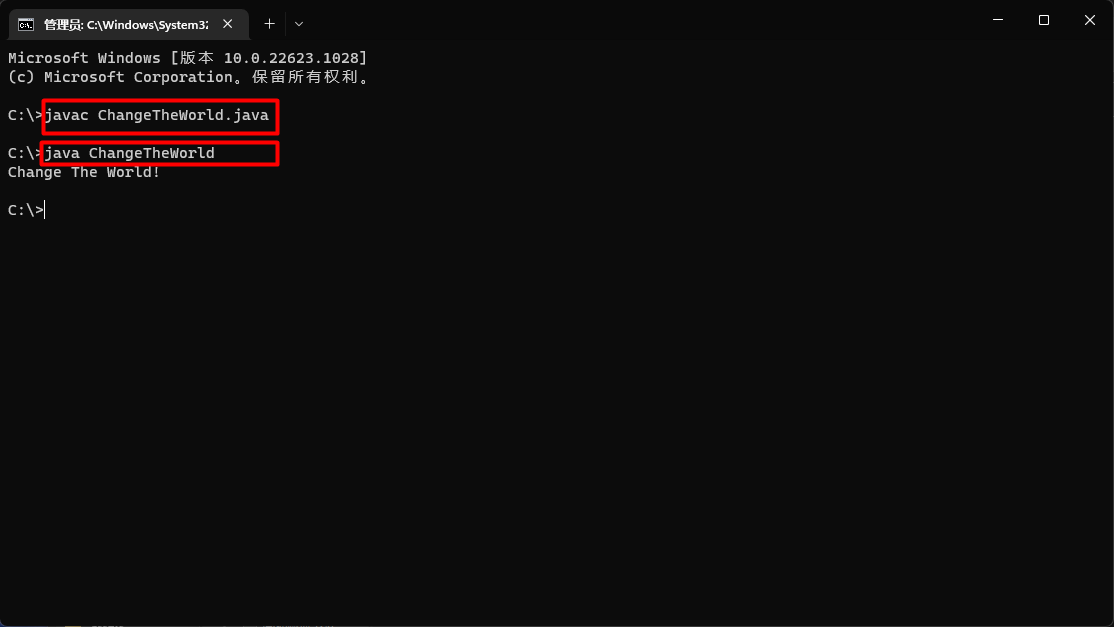 管理员: C:\Windows\System32
Microsoft Windows [版本 10.0.22623.1028]
(c) Microsoft Corporation。保留所有权利。
C:\>javac ChangeTheWorld.java
C:\>java ChangeTheWorld
Change The World!
C:\>